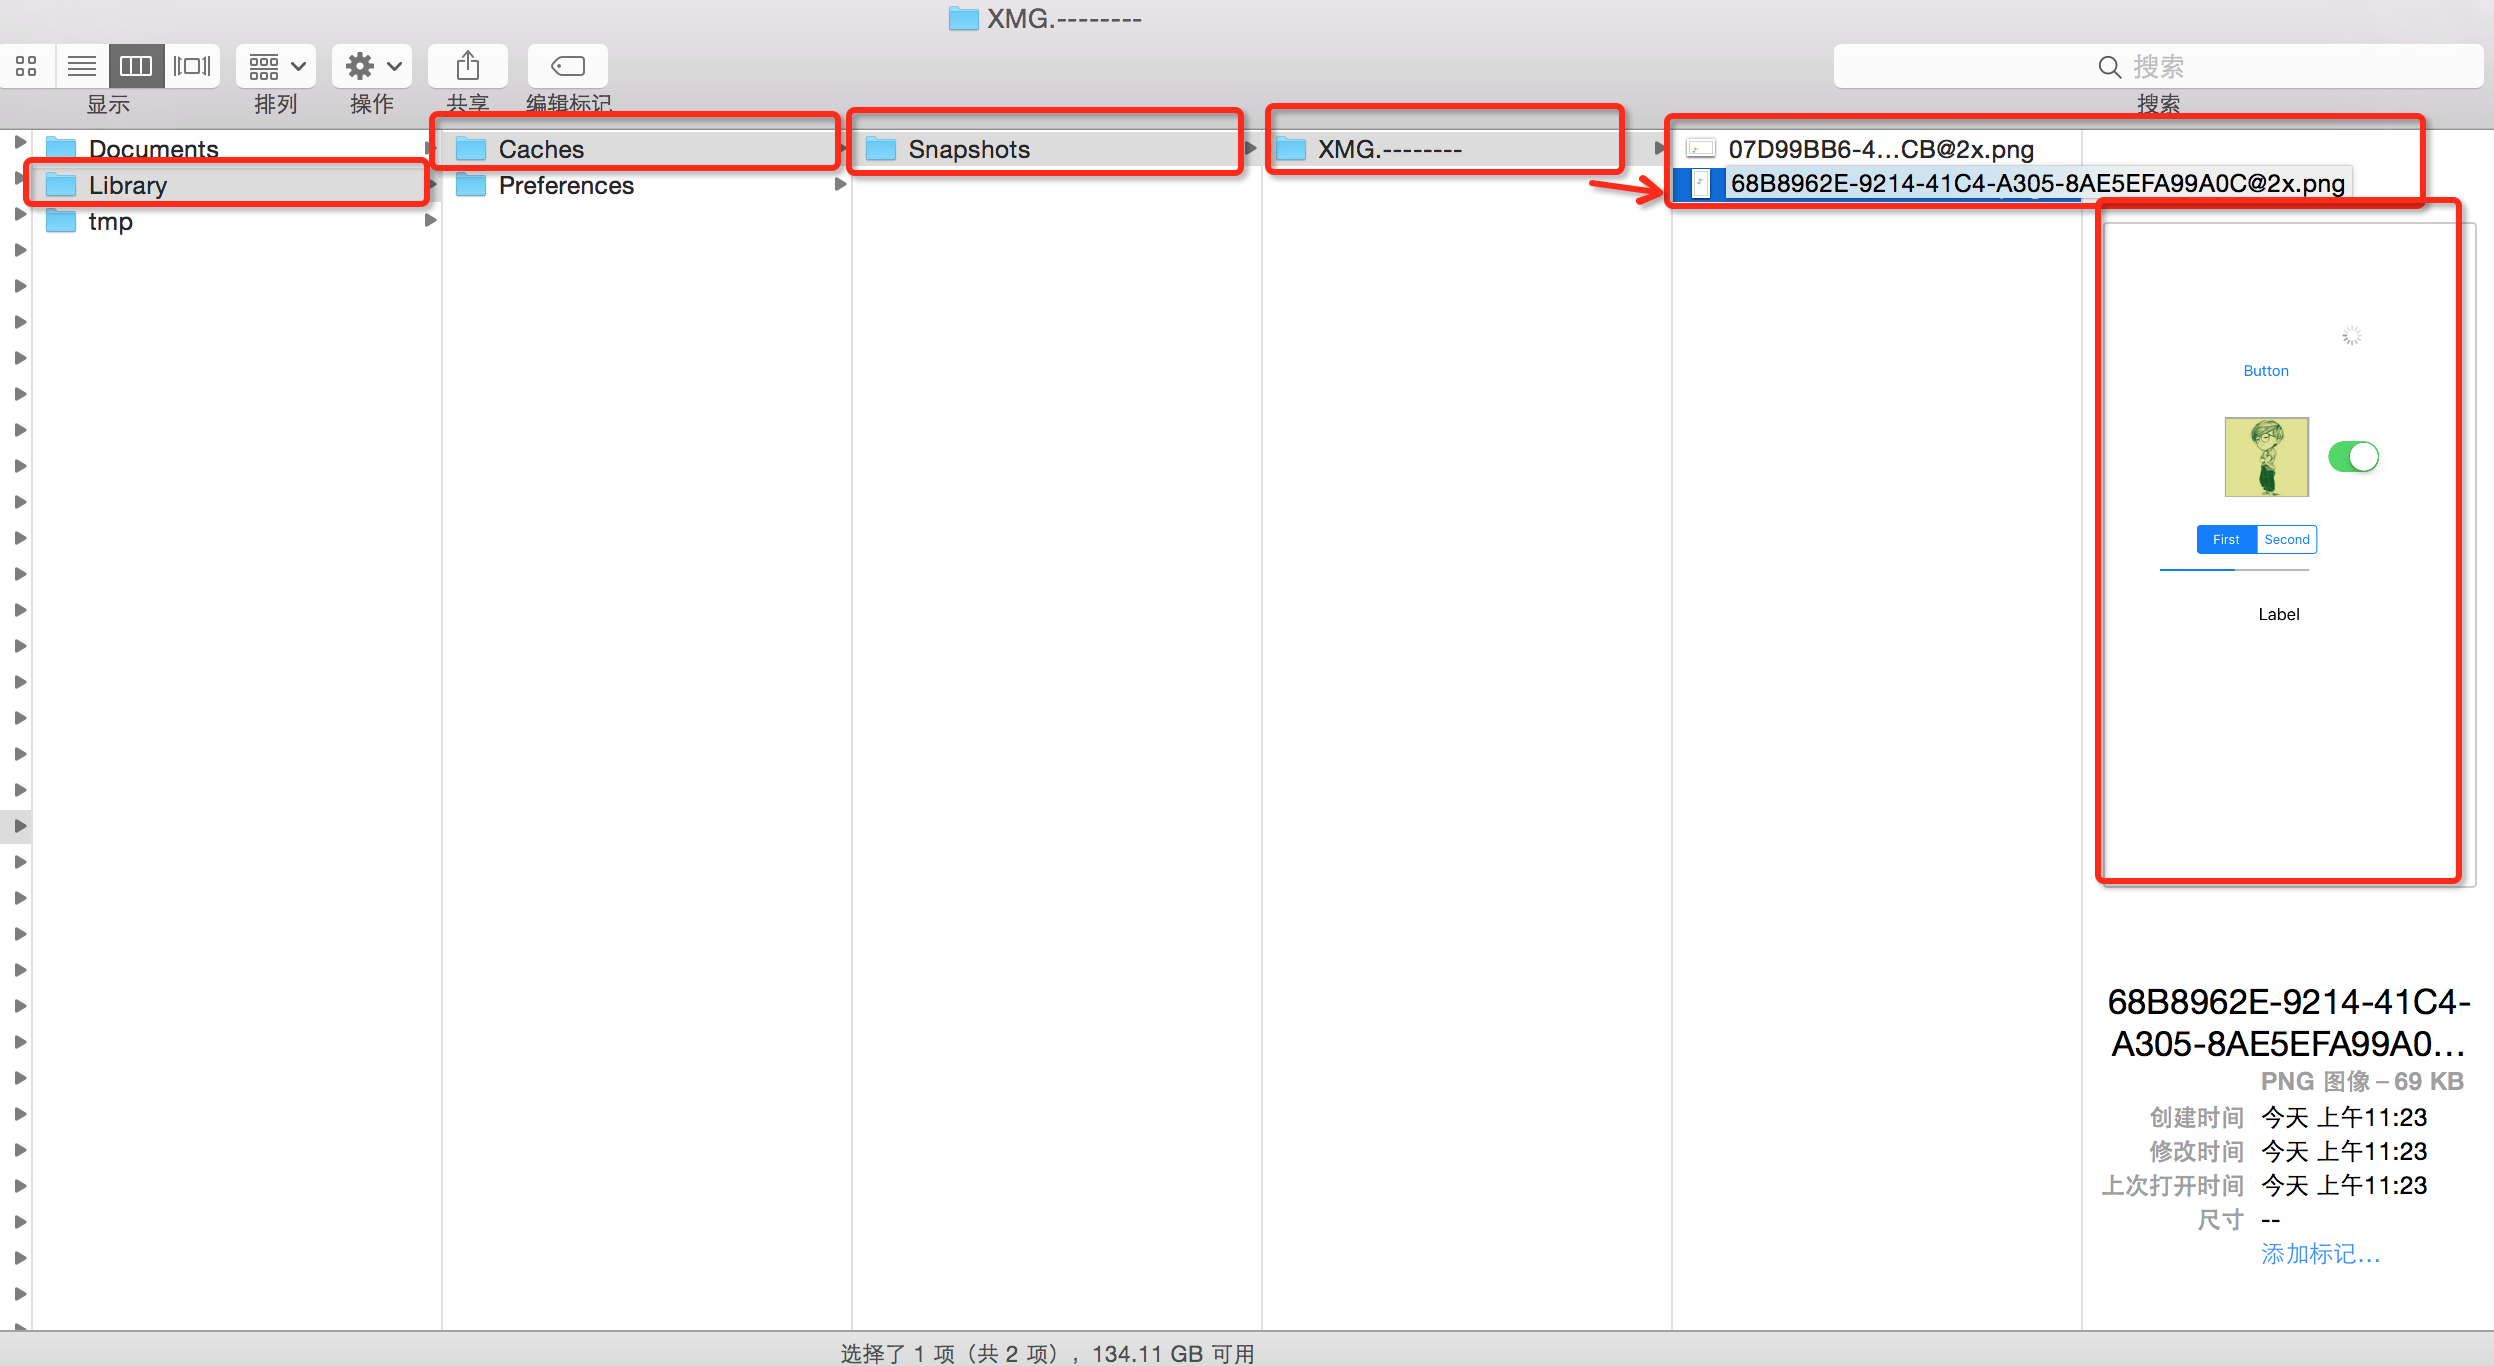 XMG.--------
搜索
显示
排列
操作
共享
编辑标记
搜索
Documents
Library
tmp
Caches
Preferences
Snapshots
XMG.--------
07D99BB6-4...CB@2x.png
68B8962E-9214-41C4-A305-8AE5EFA99A0C@2x.png
Button
First
Second
Label
68B8962E-9214-41C4-
A305-8AE5EFA99A0...
PNG 图像 – 69 KB
创建时间 今天 上午11:23
修改时间 今天 上午11:23
上次打开时间 今天 上午11:23
尺寸 --
添加标记...
选择了 1 项（共 2 项），134.11 GB 可用